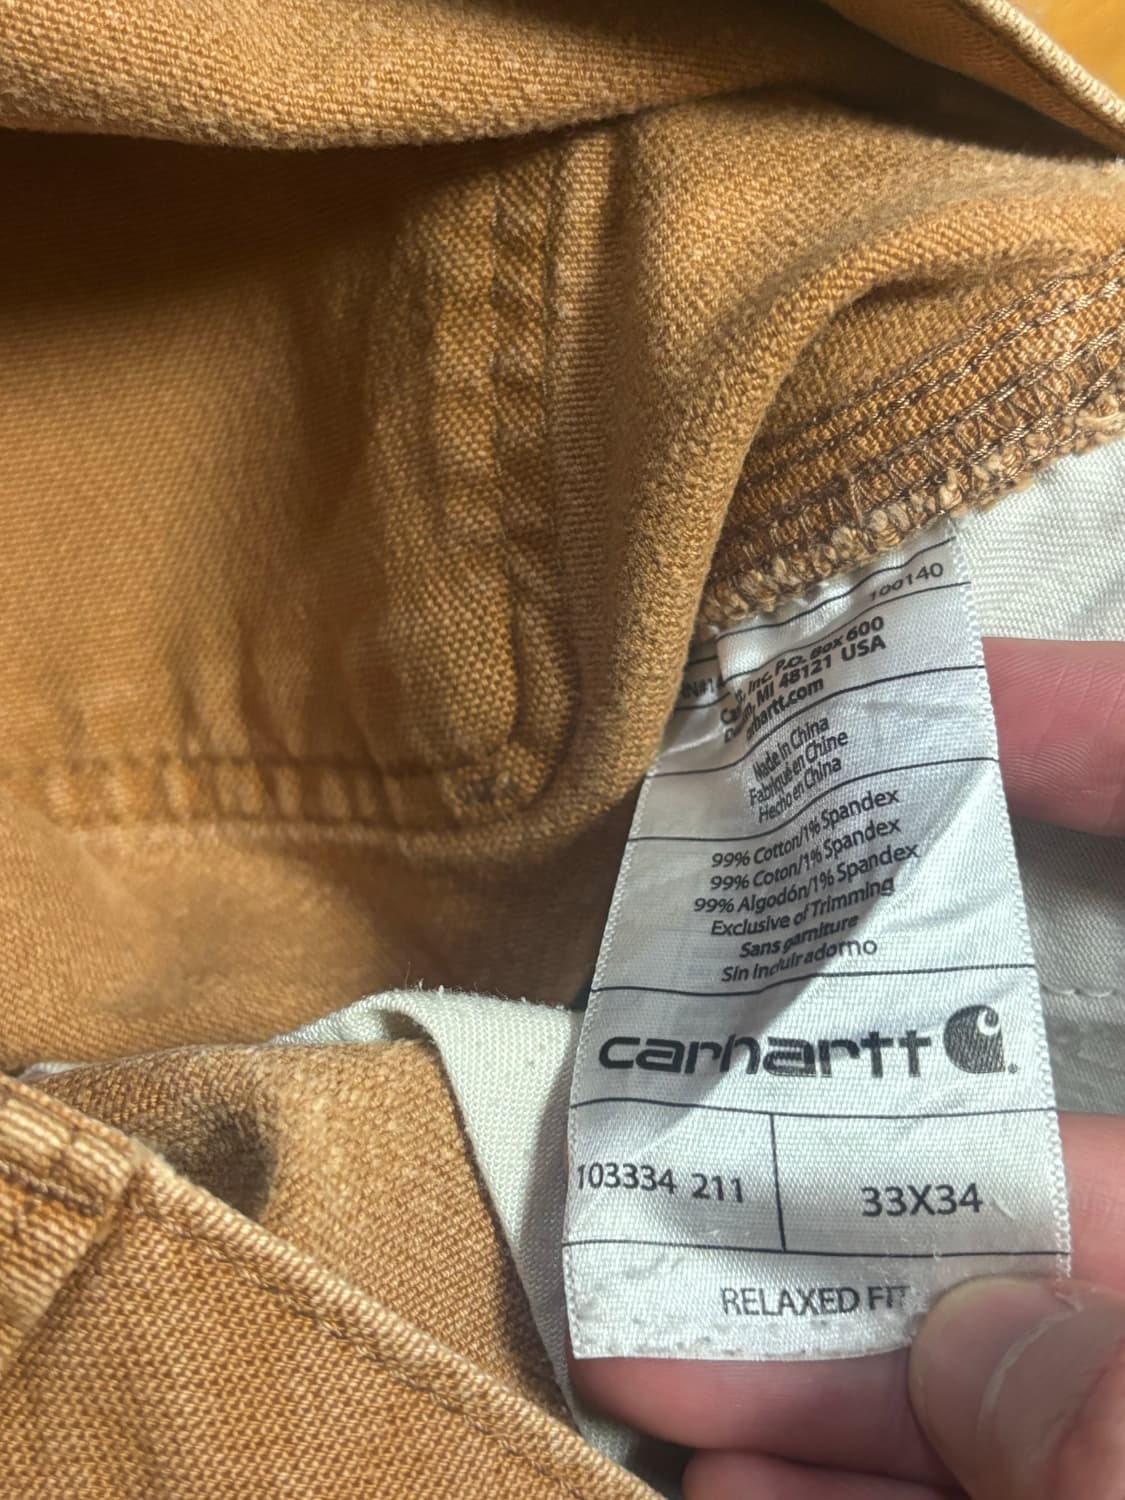 100140
Inc. P.O. Box 600
MI 48121 USA
Made in China
Fabriqué en Chine
Hecho en China
99% Cotton/1% Spandex
99% Coton/1% Spandex
99% Algodón/1% Spandex
Exclusive of Trimming
Sans garniture
Sin incluir adorno
carhartt
103334 211
33X34
RELAXED FIT